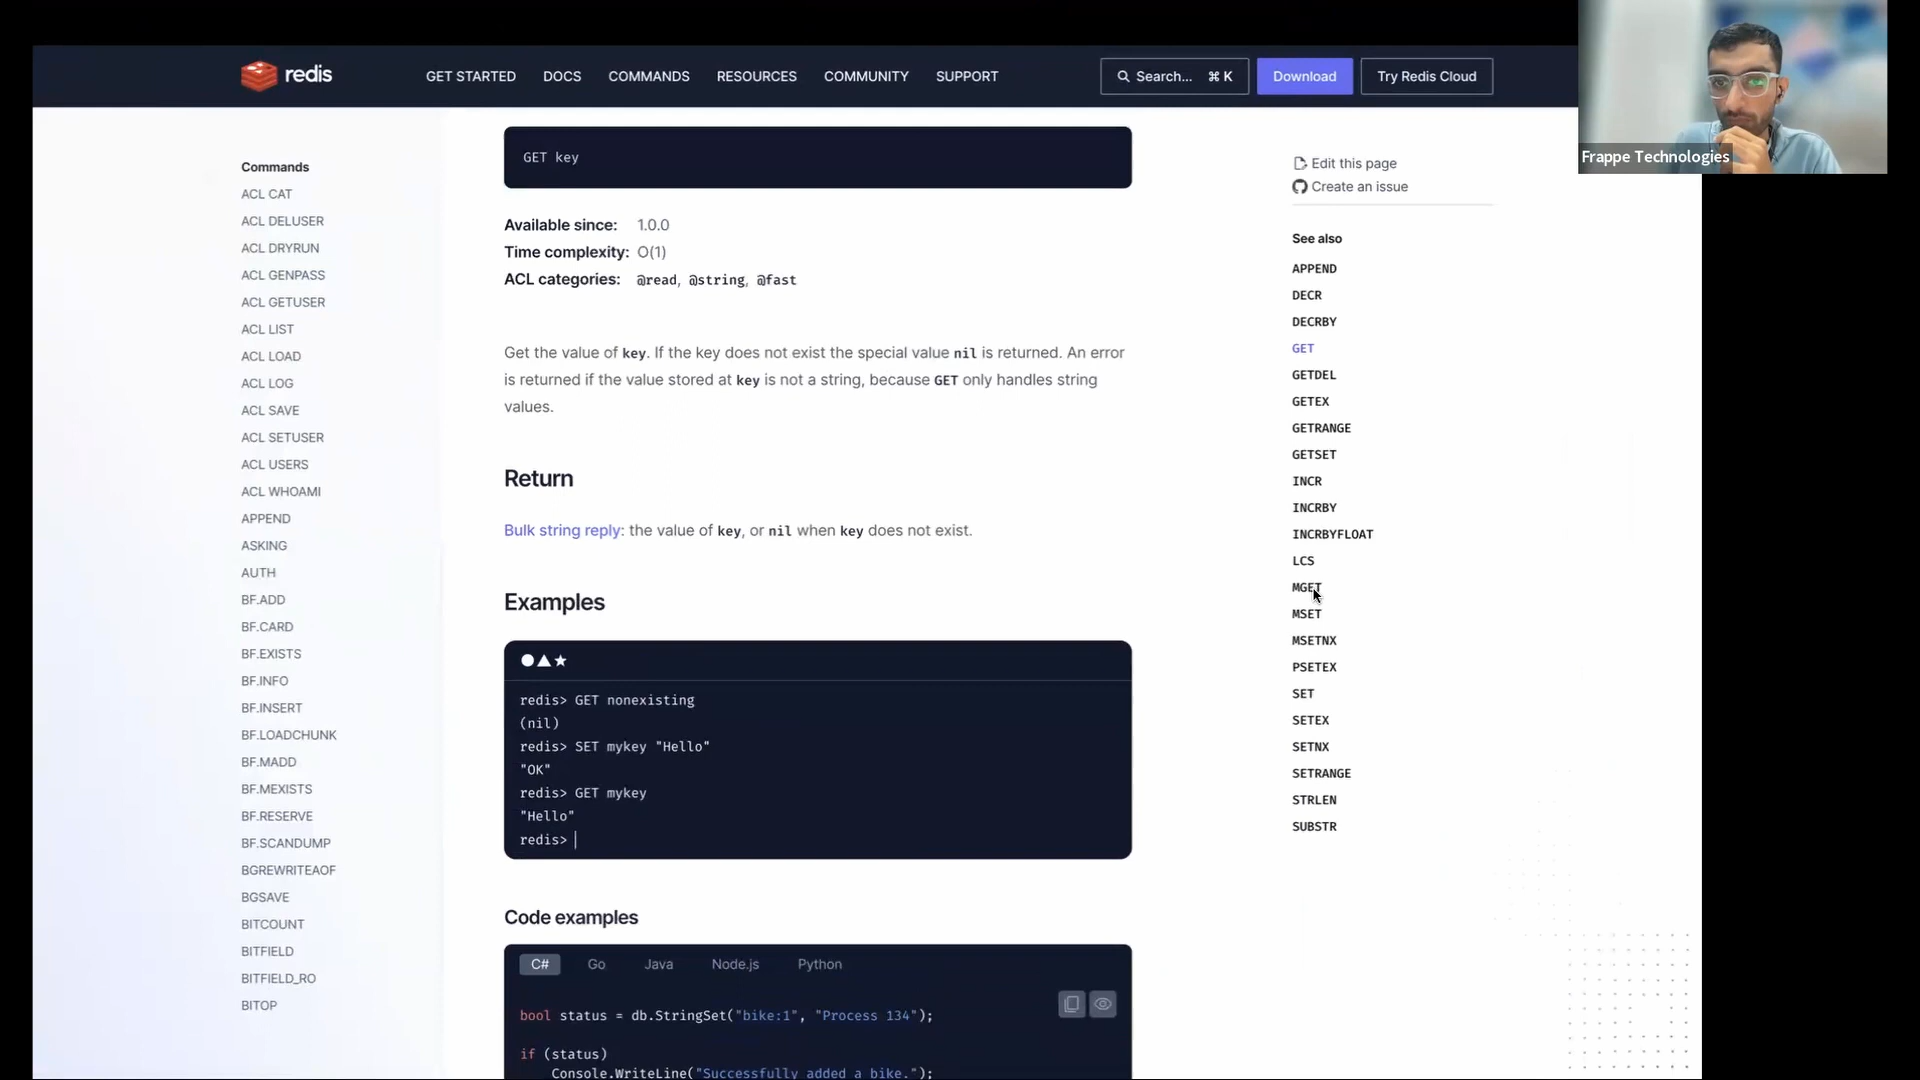 redis
GET STARTED DOCS COMMANDS RESOURCES COMMUNITY SUPPORT
Search... ⌘ K
Download
Try Redis Cloud
Frappe Technologies
Commands
ACL CAT
ACL DELUSER
ACL DRYRUN
ACL GENPASS
ACL GETUSER
ACL LIST
ACL LOAD
ACL LOG
ACL SAVE
ACL SETUSER
ACL USERS
ACL WHOAMI
APPEND
ASKING
AUTH
BF.ADD
BF.CARD
BF.EXISTS
BF.INFO
BF.INSERT
BF.LOADCHUNK
BF.MADD
BF.MEXISTS
BF.RESERVE
BF.SCANDUMP
BGREWRITEAOF
BGSAVE
BITCOUNT
BITFIELD
BITFIELD_RO
BITOP
GET key
Available since: 1.0.0
Time complexity: O(1)
ACL categories: @read, @string, @fast
Get the value of key. If the key does not exist the special value nil is returned. An error
is returned if the value stored at key is not a string, because GET only handles string
values.
Return
Bulk string reply: the value of key, or nil when key does not exist.
Examples
redis> GET nonexisting
(nil)
redis> SET mykey "Hello"
"OK"
redis> GET mykey
"Hello"
redis>
Code examples
C# Go Java Node.js Python
bool status = db.StringSet("bike:1", "Process 134");
if (status)
Console.WriteLine("Successfully added a bike.");
Edit this page
Create an issue
See also
APPEND
DECR
DECRBY
GET
GETDEL
GETEX
GETRANGE
GETSET
INCR
INCRBY
INCRBYFLOAT
LCS
MGET
MSET
MSETNX
PSETEX
SET
SETEX
SETNX
SETRANGE
STRLEN
SUBSTR